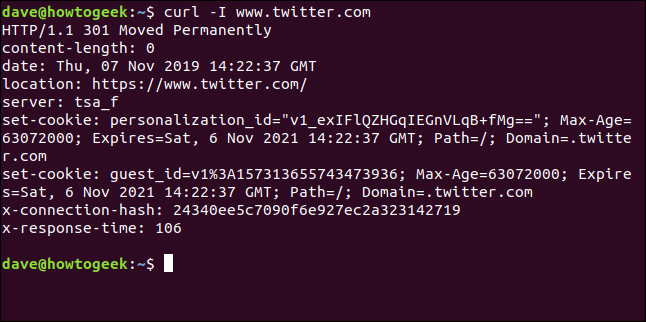 dave@howtogeek:~$ curl -I www.twitter.com
HTTP/1.1 301 Moved Permanently
content-length: 0
date: Thu, 07 Nov 2019 14:22:37 GMT
location: https://www.twitter.com/
server: tsa_f
set-cookie: personalization_id="v1_exIFlQZHGqIEGnVLqB+fMg=="; Max-Age=
63072000; Expires=Sat, 6 Nov 2021 14:22:37 GMT; Path=/; Domain=.twitte
r.com
set-cookie: guest_id=v1%3A157313655743473936; Max-Age=63072000; Expire
s=Sat, 6 Nov 2021 14:22:37 GMT; Path=/; Domain=.twitter.com
x-connection-hash: 24340ee5c7090f6e927ec2a323142719
x-response-time: 106
dave@howtogeek:~$